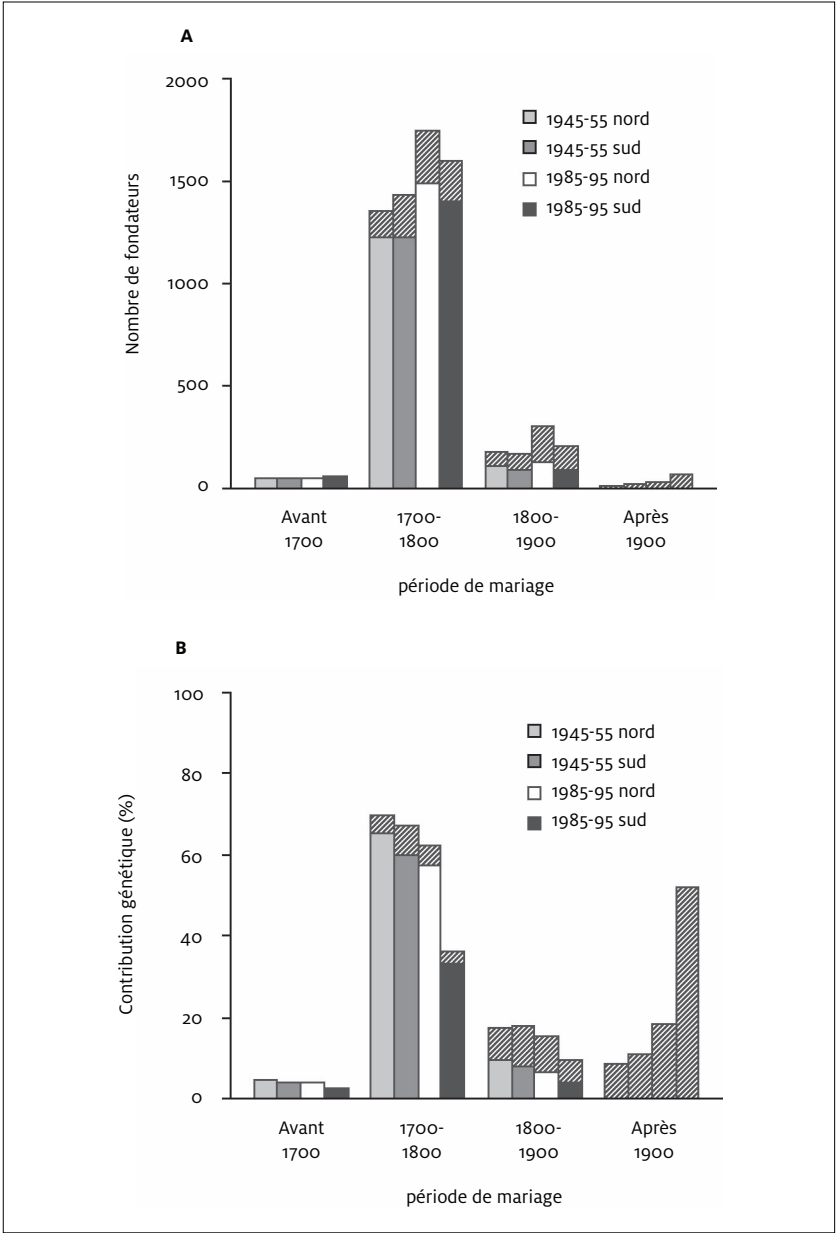 A
2000
1500
1000
500
0
Nombre de fondateurs
1945-55 nord
1945-55 sud
1985-95 nord
1985-95 sud
Avant
1700
1700-
1800
1800-
1900
Après
1900
période de mariage
B
100
80
60
40
20
0
Contribution génétique (%)
1945-55 nord
1945-55 sud
1985-95 nord
1985-95 sud
Avant
1700
1700-
1800
1800-
1900
Après
1900
période de mariage